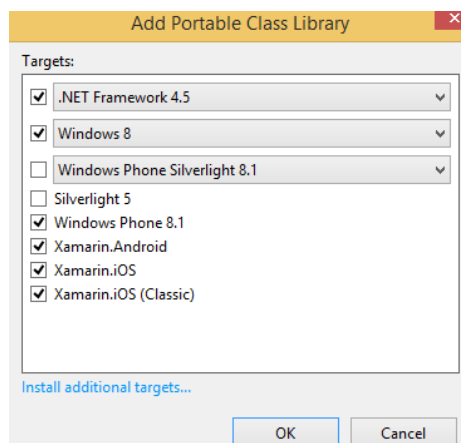 Add Portable Class Library
Targets:
.NET Framework 4.5
Windows 8
Windows Phone Silverlight 8.1
Silverlight 5
Windows Phone 8.1
Xamarin.Android
Xamarin.iOS
Xamarin.iOS (Classic)
Install additional targets...
OK Cancel